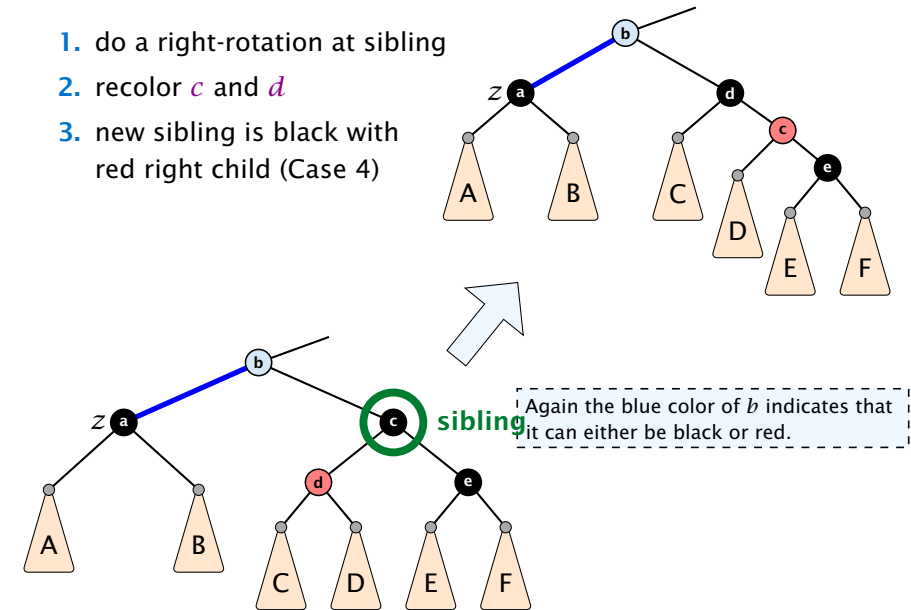 1. do a right-rotation at sibling
2. recolor c and d
3. new sibling is black with
red right child (Case 4)
b
z a
d
c
e
A
B
C
D
E
F
b
z a
c
sibling
Again the blue color of b indicates that
it can either be black or red.
d
e
A
B
C
D
E
F